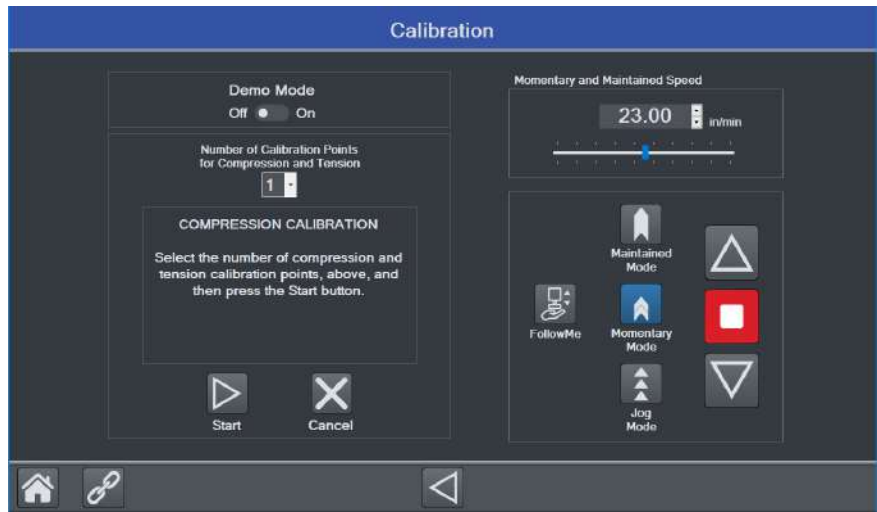 Calibration
Demo Mode
Off On
Number of Calibration Points
for Compression and Tension
1
COMPRESSION CALIBRATION
Select the number of compression and
tension calibration points, above, and
then press the Start button.
Start Cancel
Momentary and Maintained Speed
23.00 in/min
Maintained
Mode
FollowMe
Momentary
Mode
Jog
Mode